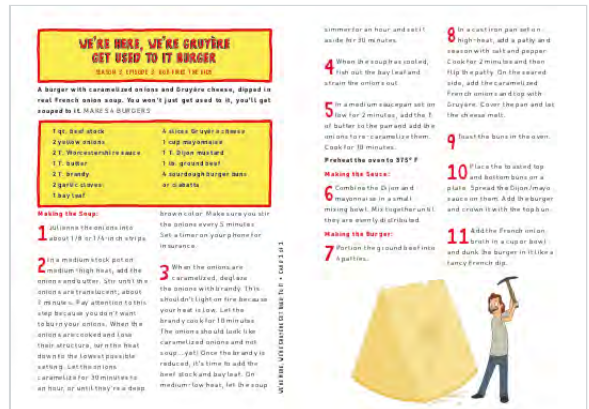 WE'RE HERE, WE'RE GRUYÈRE
GET USED TO IT BURGER
A burger with caramelized onions and Gruyère cheese, dipped in
real French onion soup. You won't just get used to it, you'll get
souped to it. MAKES 4 BURGERS
1 qt. beef stock
2 yellow onions
2 T. Worcestershire sauce
1 T. butter
2 T. brandy
2 garlic cloves
1 bay leaf
4 slices Gruyère cheese
1 cup mayonnaise
1 T. Dijon mustard
1 lb. ground beef
4 sourdough burger buns
or ciabatta
Making the Soup:
1 Julienne the onions into
about 1/8 or 1/4-inch strips.
2 In a medium stock pot on
medium-high heat, add the
onions and butter. Stir until the
onions are translucent, about
7 minutes. Pay attention to this
step because you don't want
to burn your onions. When the
onions are cooked and lose
their structure, turn the heat
down to the lowest possible
setting. Let the onions
caramelize for 30 minutes to
an hour, or until they're a deep
brown color. Make sure you stir
the onions every 5 minutes.
Set a timer on your phone for
insurance.
3 When the onions are
caramelized, deglaze
the onions with brandy. This
shouldn't light on fire because
your heat is low. Let the
brandy cook for 10 minutes.
The onions should look like
caramelized onions and not
soup...yet! Once the brandy is
reduced, it's time to add the
beef stock and bay leaf. On
medium-low heat, let the soup
simmer for an hour and set it
aside for 30 minutes.
4 When the soup has cooled,
fish out the bay leaf and
strain the onions out.
5 In a medium saucepan set on
low for 2 minutes, add the T.
of butter to the pan and add the
onions to re-caramelize them.
Cook for 10 minutes.
Preheat the oven to 375° F
Making the Sauce:
6 Combine the Dijon and
mayonnaise in a small
mixing bowl. Mix together until
they are evenly distributed.
Making the Burger:
7 Portion the ground beef into
4 patties.
8 In a cast iron pan set on
high-heat, add a patty and
season with salt and pepper.
Cook for 2 minutes and then
flip the patty. On the seared
side, add the caramelized
French onions and top with
Gruyère. Cover the pan and let
the cheese melt.
9 Toast the buns in the oven.
10 Place the toasted top
and bottom buns on a
plate. Spread the Dijon/mayo
sauce on them. Add the burger
and crown it with the top bun.
11 Add the French onion
broth in a cup or bowl
and dunk the burger in it like a
fancy French dip.